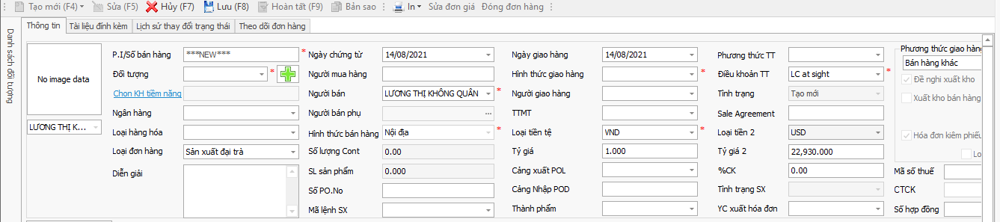 Tạo mới (F4) Sửa (F5) Hủy (F7) Lưu (F8) Hoàn tất (F9) Bản sao In Sửa đơn giá Đóng đơn hàng
Thông tin Tài liệu đính kèm Lịch sử thay đổi trạng thái Theo dõi đơn hàng
Danh sách đối tượng
No image data
LƯƠNG THỊ K...
P.I/Số bán hàng ***NEW*** * Ngày chứng từ 14/08/2021 Ngày giao hàng 14/08/2021 Phương thức TT
Đối tượng * Người mua hàng Hình thức giao hàng * Điều khoản TT LC at sight *
Chọn KH tiềm năng Người bán LƯƠNG THỊ KHÔNG QUÂN * Người giao hàng Tình trạng Tạo mới
Ngân hàng Người bán phụ ... TTMT Sale Agreement
Loại hàng hóa Hình thức bán hàng Nội địa * Loại tiền tệ VND * Loại tiền 2 USD
Loại đơn hàng Sản xuất đại trà Số lượng Cont 0.00 Tỷ giá 1.000 Tỷ giá 2 22,930.000
Diễn giải SL sản phẩm 0.000 Cảng xuất POL %CK 0.00
Số PO.No Cảng Nhập POD Tình trạng SX
Mã lệnh SX Thành phẩm YC xuất hóa đơn
Phương thức giao hàng
Bán hàng khác
Đề nghị xuất kho
Xuất kho bán hàng
Hóa đơn kiêm phiếu
Lo
Mã số thuế
CTCK
Số hợp đồng